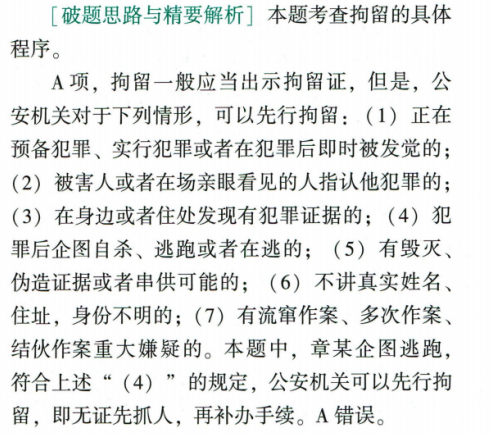 [破题思路与精要解析] 本题考查拘留的具体
程序。
A 项，拘留一般应当出示拘留证，但是，公
安机关对于下列情形，可以先行拘留：（1）正在
预备犯罪、实行犯罪或者在犯罪后即时被发觉的；
（2）被害人或者在场亲眼看见的人指认他犯罪的；
（3）在身边或者住处发现有犯罪证据的；（4）犯
罪后企图自杀、逃跑或者在逃的；（5）有毁灭、
伪造证据或者串供可能的；（6）不讲真实姓名、
住址，身份不明的；（7）有流窜作案、多次作案、
结伙作案重大嫌疑的。本题中，章某企图逃跑，
符合上述“（4）”的规定，公安机关可以先行拘
留，即无证先抓人，再补办手续。A 错误。